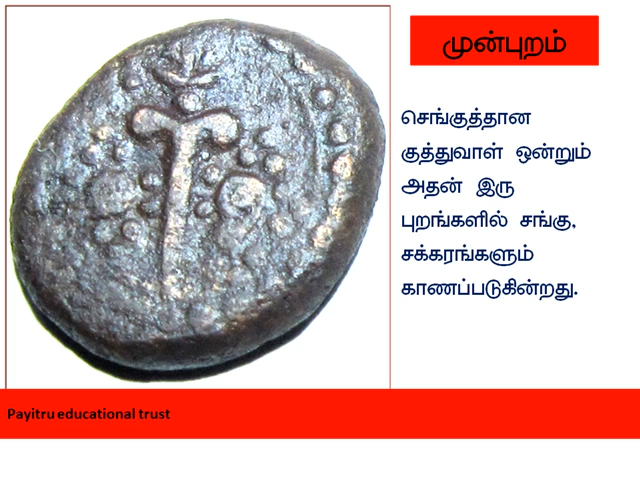 முன்புறம்
செங்குத்தான
குத்துவாள் ஒன்றும்
அதன் இரு
புறங்களில் சங்கு,
சக்கரங்களும்
காணப்படுகின்றது.
Payitru educational trust